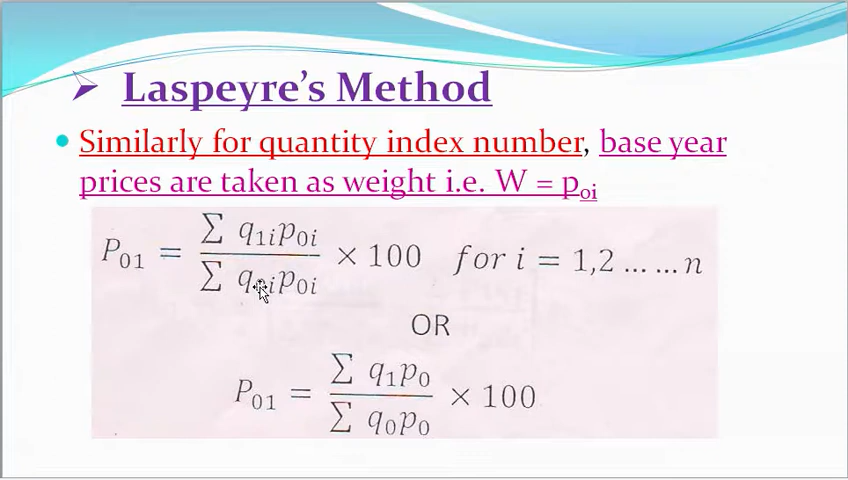 ➢ Laspeyre's Method
• Similarly for quantity index number, base year
prices are taken as weight i.e. W = p₀ᵢ
P₀₁ = ∑ q₁ᵢp₀ᵢ / ∑ q₀ᵢp₀ᵢ × 100 for i = 1,2 … … n
OR
P₀₁ = ∑ q₁p₀ / ∑ q₀p₀ × 100